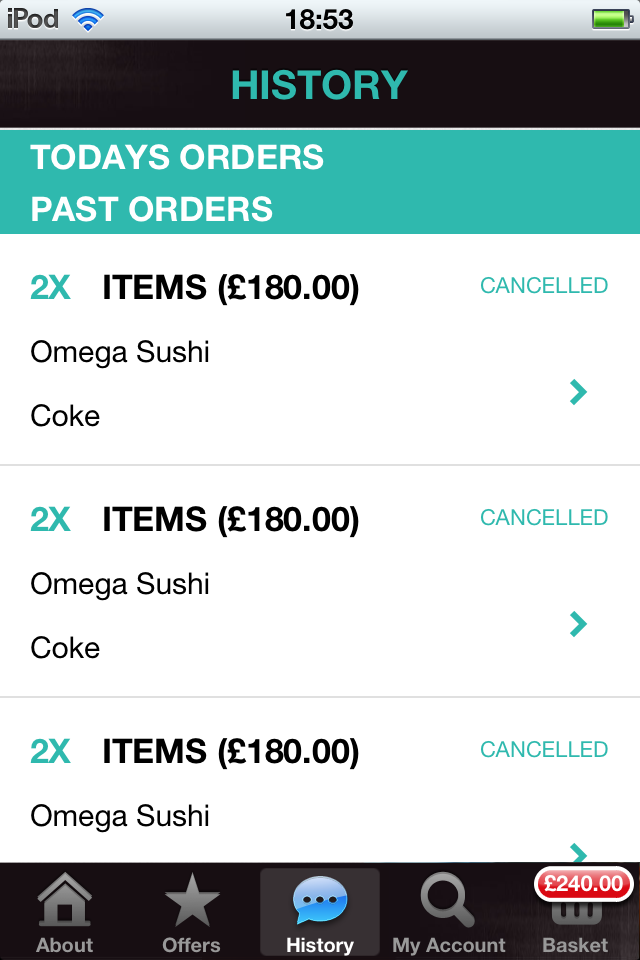 iPod 18:53
HISTORY
TODAYS ORDERS
PAST ORDERS
2X ITEMS (£180.00) CANCELLED
Omega Sushi
Coke
2X ITEMS (£180.00) CANCELLED
Omega Sushi
Coke
2X ITEMS (£180.00) CANCELLED
Omega Sushi
£240.00
About Offers History My Account Basket